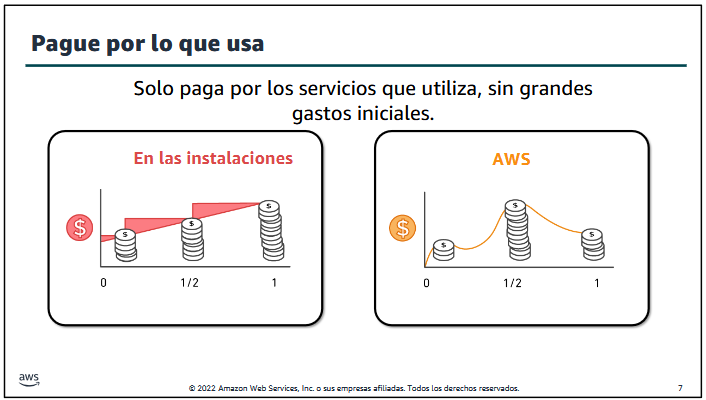 Pague por lo que usa
Solo paga por los servicios que utiliza, sin grandes
gastos iniciales.
En las instalaciones
$
$
$
$
0
1/2
1
AWS
$
$
$
$
0
1/2
1
aws
© 2022 Amazon Web Services, Inc. o sus empresas afiliadas. Todos los derechos reservados.
7